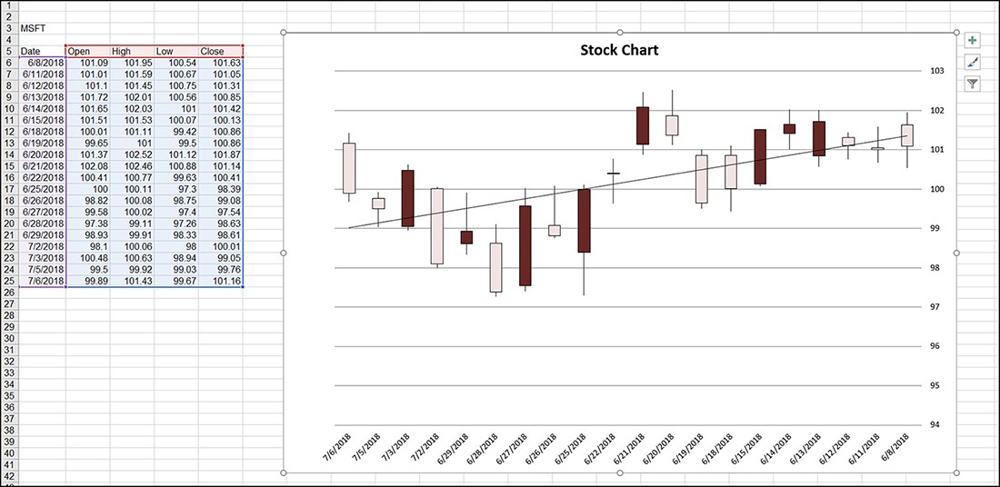 1
2
3 MSFT
4
5 Date Open High Low Close
6 6/8/2018 101.09 101.95 100.54 101.63
7 6/11/2018 101.01 101.59 100.67 101.05
8 6/12/2018 101.1 101.45 100.75 101.31
9 6/13/2018 101.72 102.01 100.56 100.85
10 6/14/2018 101.65 102.03 101 101.42
11 6/15/2018 101.51 101.53 100.07 100.13
12 6/18/2018 100.01 101.11 99.42 100.86
13 6/19/2018 99.65 101 99.5 100.86
14 6/20/2018 101.37 102.52 101.12 101.87
15 6/21/2018 102.08 102.46 100.88 101.14
16 6/22/2018 100.41 100.77 99.63 100.41
17 6/25/2018 100 100.11 97.3 98.39
18 6/26/2018 98.82 100.08 98.75 99.08
19 6/27/2018 99.58 100.02 97.4 97.54
20 6/28/2018 97.38 99.11 97.26 98.63
21 6/29/2018 98.93 99.91 98.33 98.61
22 7/2/2018 98.1 100.06 98 100.01
23 7/3/2018 100.48 100.63 98.94 99.05
24 7/5/2018 99.5 99.92 99.03 99.76
25 7/6/2018 99.89 101.43 99.67 101.16
26
27
28
29
30
31
32
33
34
35
36
37
38
39
40
41
42
Stock Chart
103
102
101
100
99
98
97
96
95
94
7/6/2018 7/5/2018 7/3/2018 7/2/2018 6/29/2018 6/28/2018 6/27/2018 6/26/2018 6/25/2018 6/22/2018 6/21/2018 6/20/2018 6/19/2018 6/18/2018 6/15/2018 6/14/2018 6/13/2018 6/12/2018 6/11/2018 6/8/2018